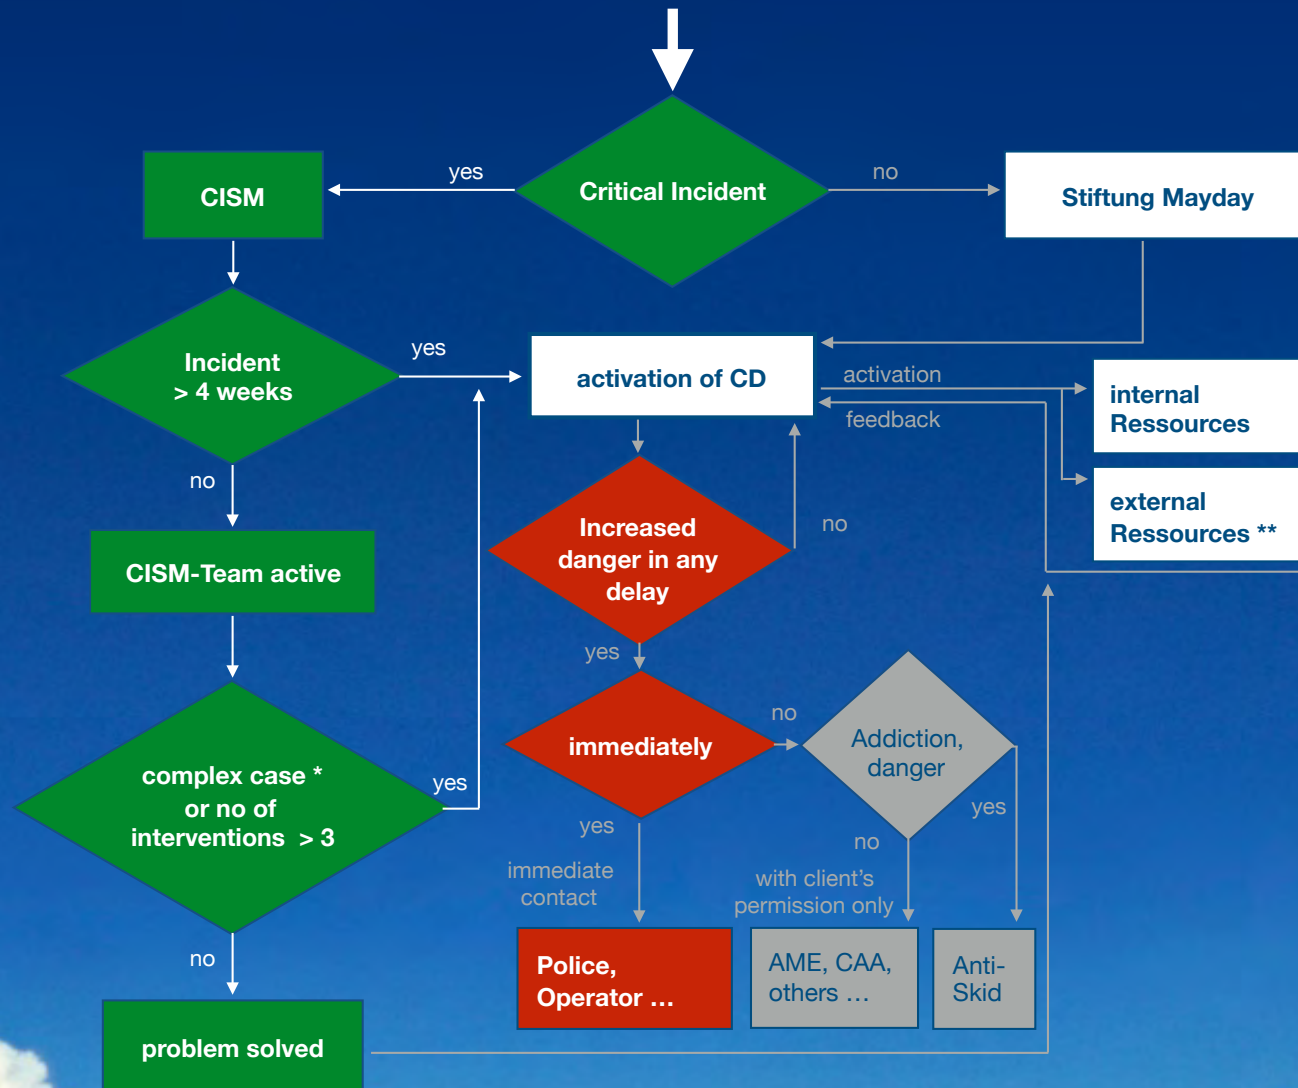 yes
no
CISM
Critical Incident
Stiftung Mayday
Incident
> 4 weeks
yes
activation of CD
activation
feedback
internal
Ressources
no
external
Ressources **
Increased
danger in any
delay
no
CISM-Team active
yes
immediately
no
Addiction,
danger
complex case *
or no of
interventions > 3
yes
yes
yes
no
immediate
contact
with client's
permission only
no
Police,
Operator ...
AME, CAA,
others ...
Anti-
Skid
problem solved